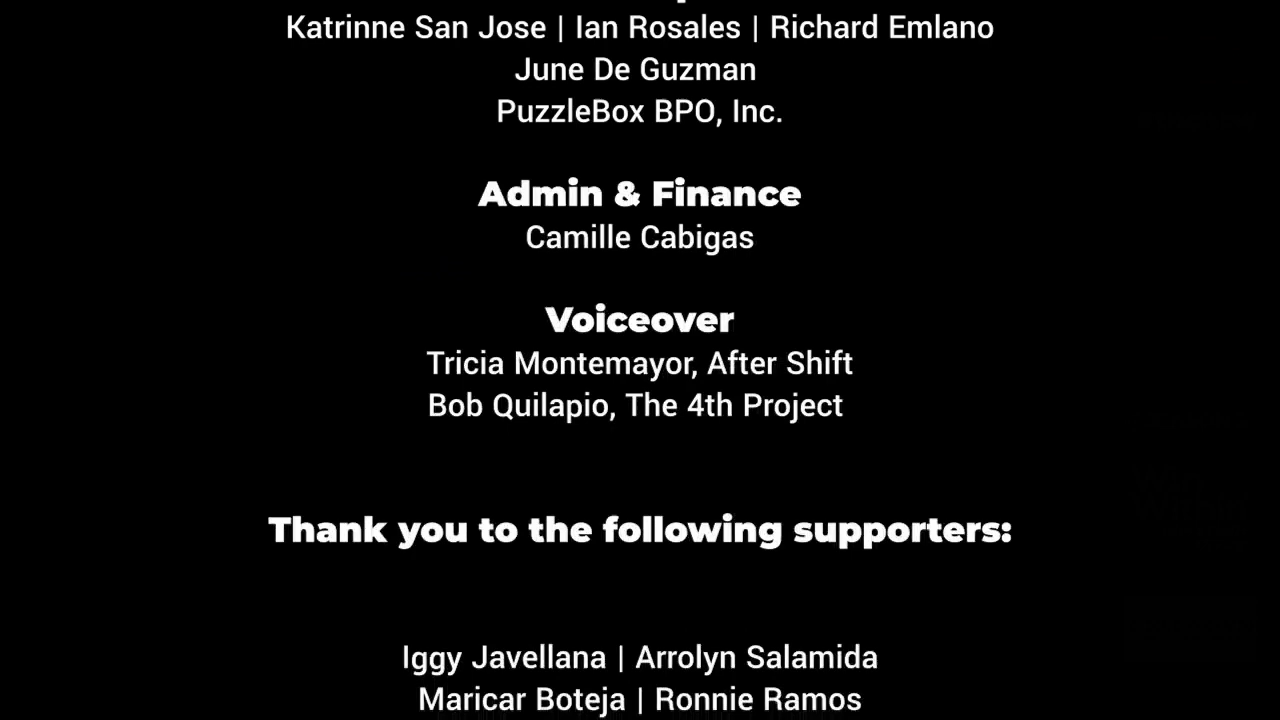 Katrinne San Jose | Ian Rosales | Richard Emlano
June De Guzman
PuzzleBox BPO, Inc.
Admin & Finance
Camille Cabigas
Voiceover
Tricia Montemayor, After Shift
Bob Quilapio, The 4th Project
Thank you to the following supporters:
Iggy Javellana | Arrolyn Salamida
Maricar Boteja | Ronnie Ramos